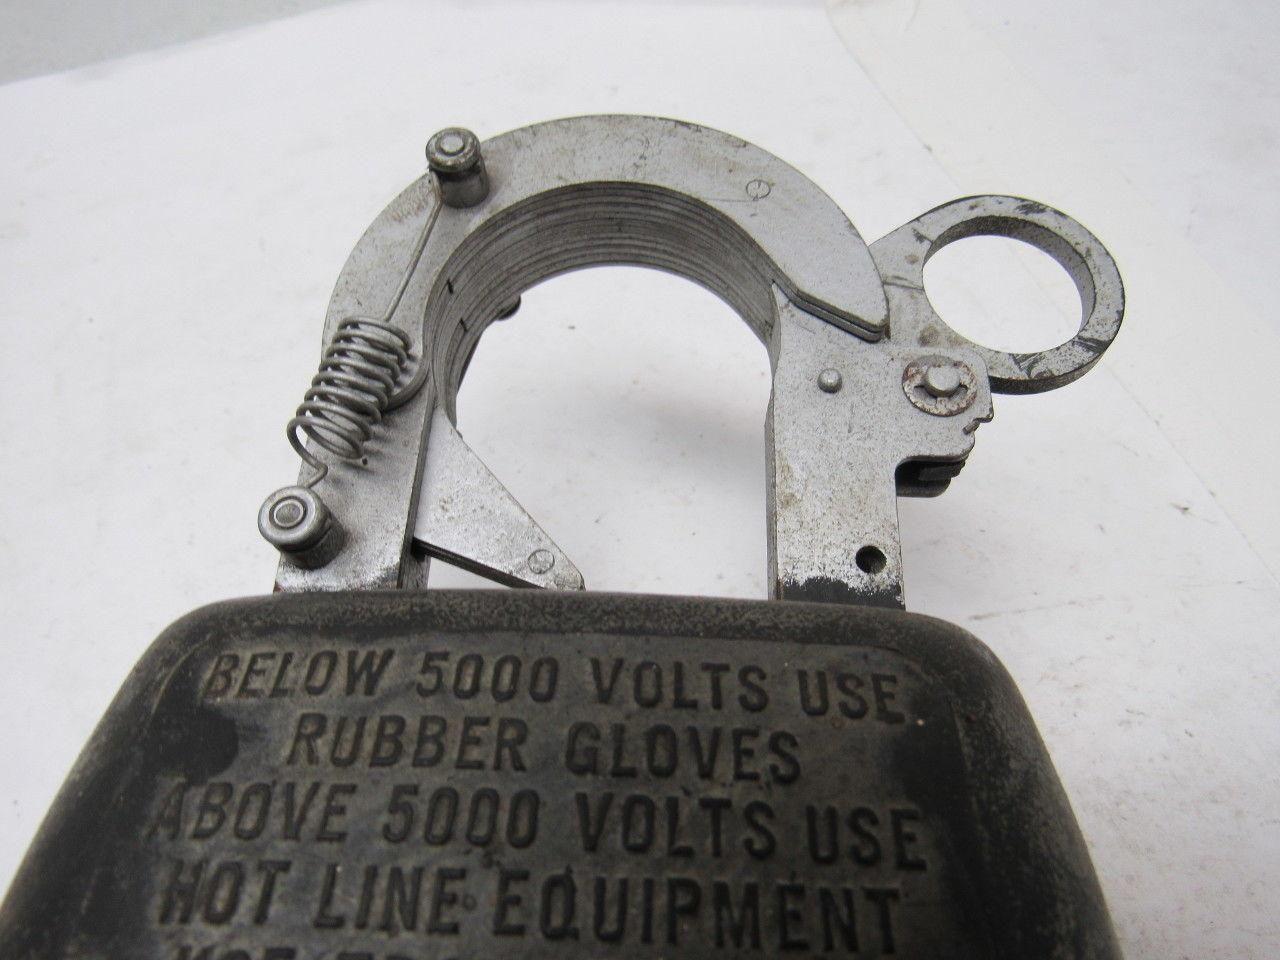 BELOW 5000 VOLTS USE
RUBBER GLOVES
ABOVE 5000 VOLTS USE
HOT LINE EQUIPMENT